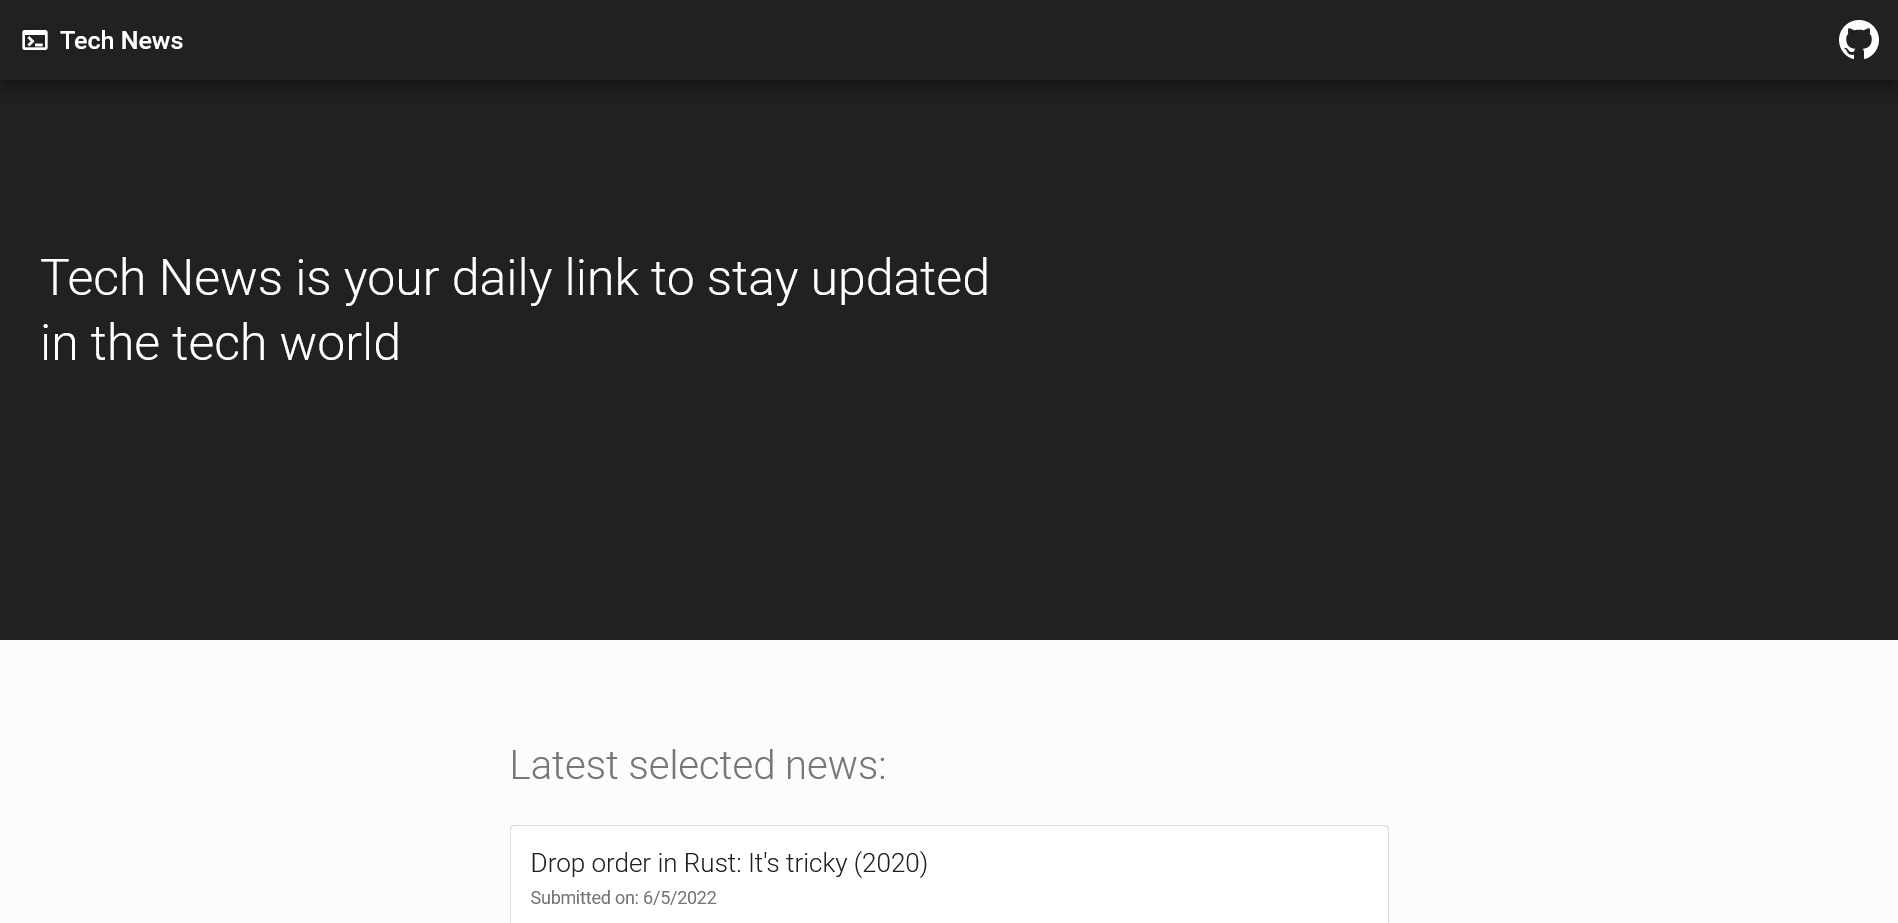 Tech News
Tech News is your daily link to stay updated
in the tech world
Latest selected news:
Drop order in Rust: It's tricky (2020)
Submitted on: 6/5/2022